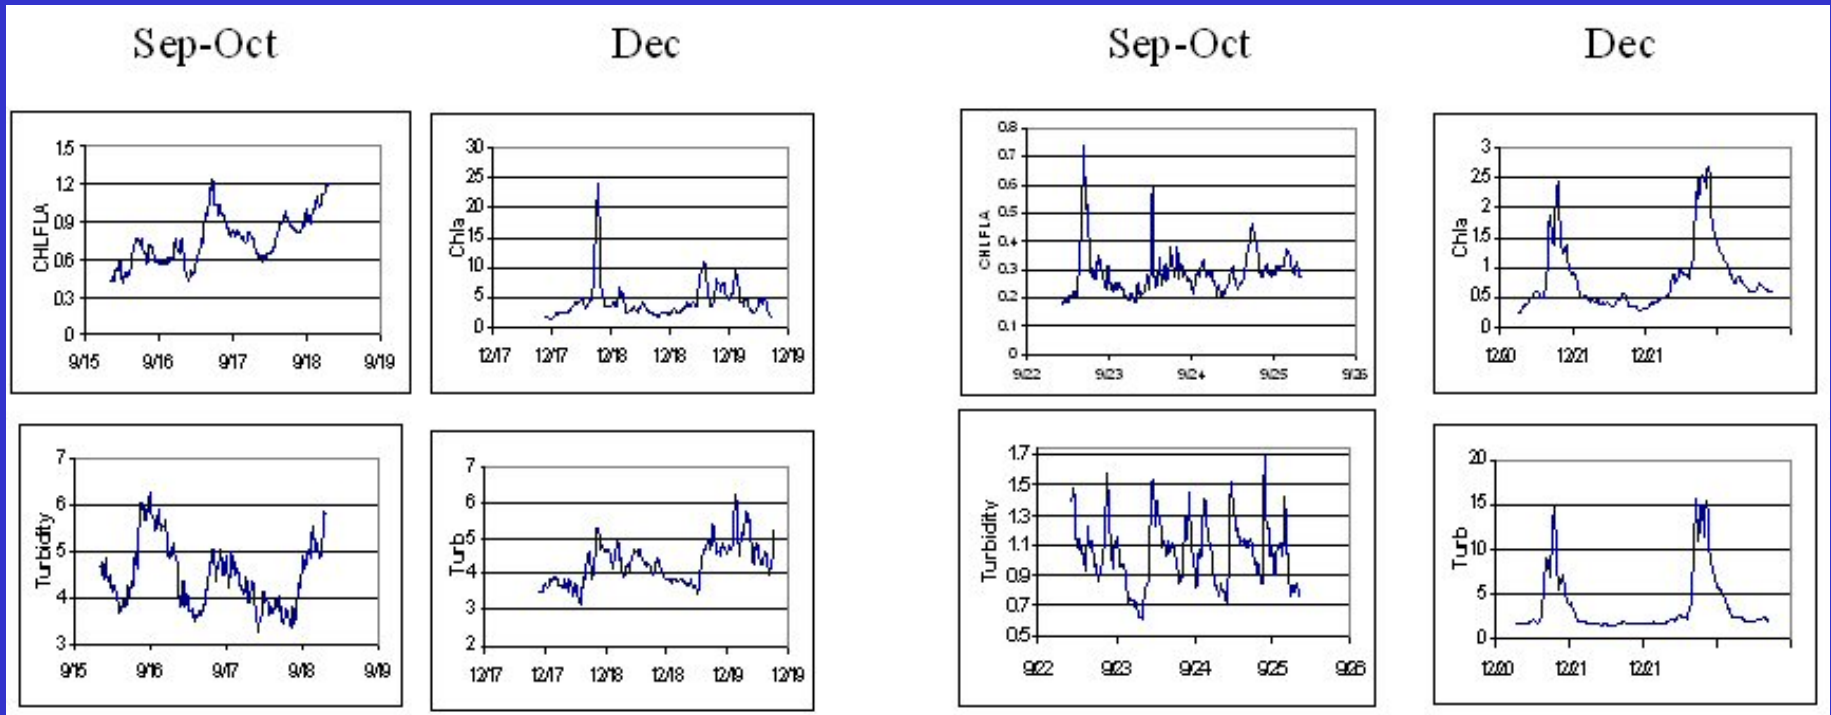 Sep-Oct
Dec
Sep-Oct
Dec
CHLFLA
1.5
1.2
0.9
0.6
0.3
0
9/15 9/16 9/17 9/18 9/19
Chla
30
25
20
15
10
5
0
12/17 12/17 12/18 12/18 12/19 12/19
CHLFLA
0.8
0.7
0.6
0.5
0.4
0.3
0.2
0.1
0
9/22 9/23 9/24 9/25 9/26
Chla
3
2.5
2
1.5
1
0.5
0
12/20 12/21 12/21
Turbidity
7
6
5
4
3
9/15 9/16 9/17 9/18 9/19
Turb
7
6
5
4
3
2
12/17 12/17 12/18 12/18 12/19 12/19
Turbidity
1.7
1.5
1.3
1.1
0.9
0.7
0.5
9/22 9/23 9/24 9/25 9/26
Turb
20
15
10
5
0
12/20 12/21 12/21